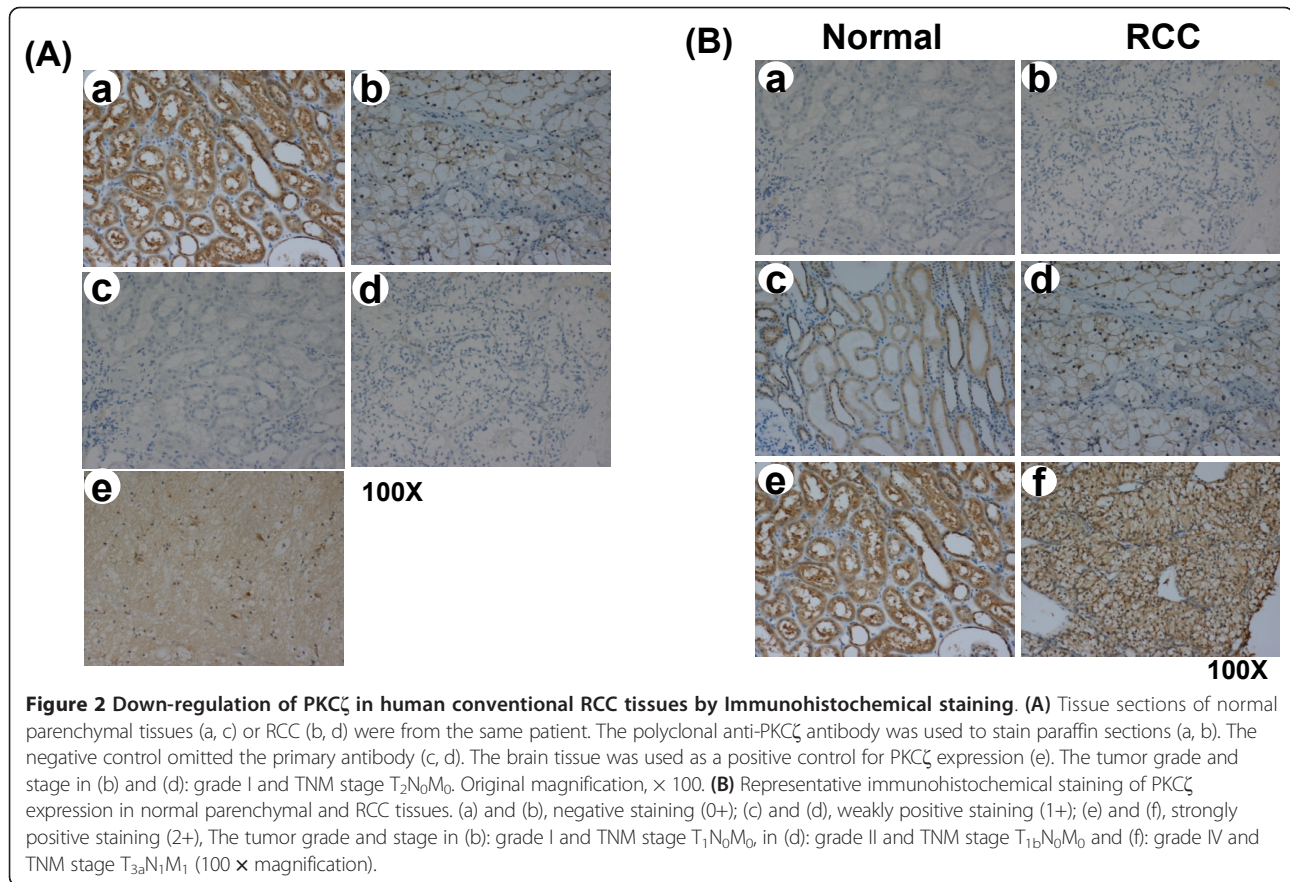 (A)
a
b
c
d
e
100X
(B)
Normal
RCC
a
b
c
d
e
f
100X
Figure 2 Down-regulation of PKCζ in human conventional RCC tissues by Immunohistochemical staining. (A) Tissue sections of normal
parenchymal tissues (a, c) or RCC (b, d) were from the same patient. The polyclonal anti-PKCζ antibody was used to stain paraffin sections (a, b). The
negative control omitted the primary antibody (c, d). The brain tissue was used as a positive control for PKCζ expression (e). The tumor grade and
stage in (b) and (d): grade I and TNM stage T₂N₀M₀. Original magnification, × 100. (B) Representative immunohistochemical staining of PKCζ
expression in normal parenchymal and RCC tissues. (a) and (b), negative staining (0+); (c) and (d), weakly positive staining (1+); (e) and (f), strongly
positive staining (2+), The tumor grade and stage in (b): grade I and TNM stage T₁N₀M₀, in (d): grade II and TNM stage T₁bN₀M₀ and (f): grade IV and
TNM stage T₃ₐN₁M₁ (100 × magnification).